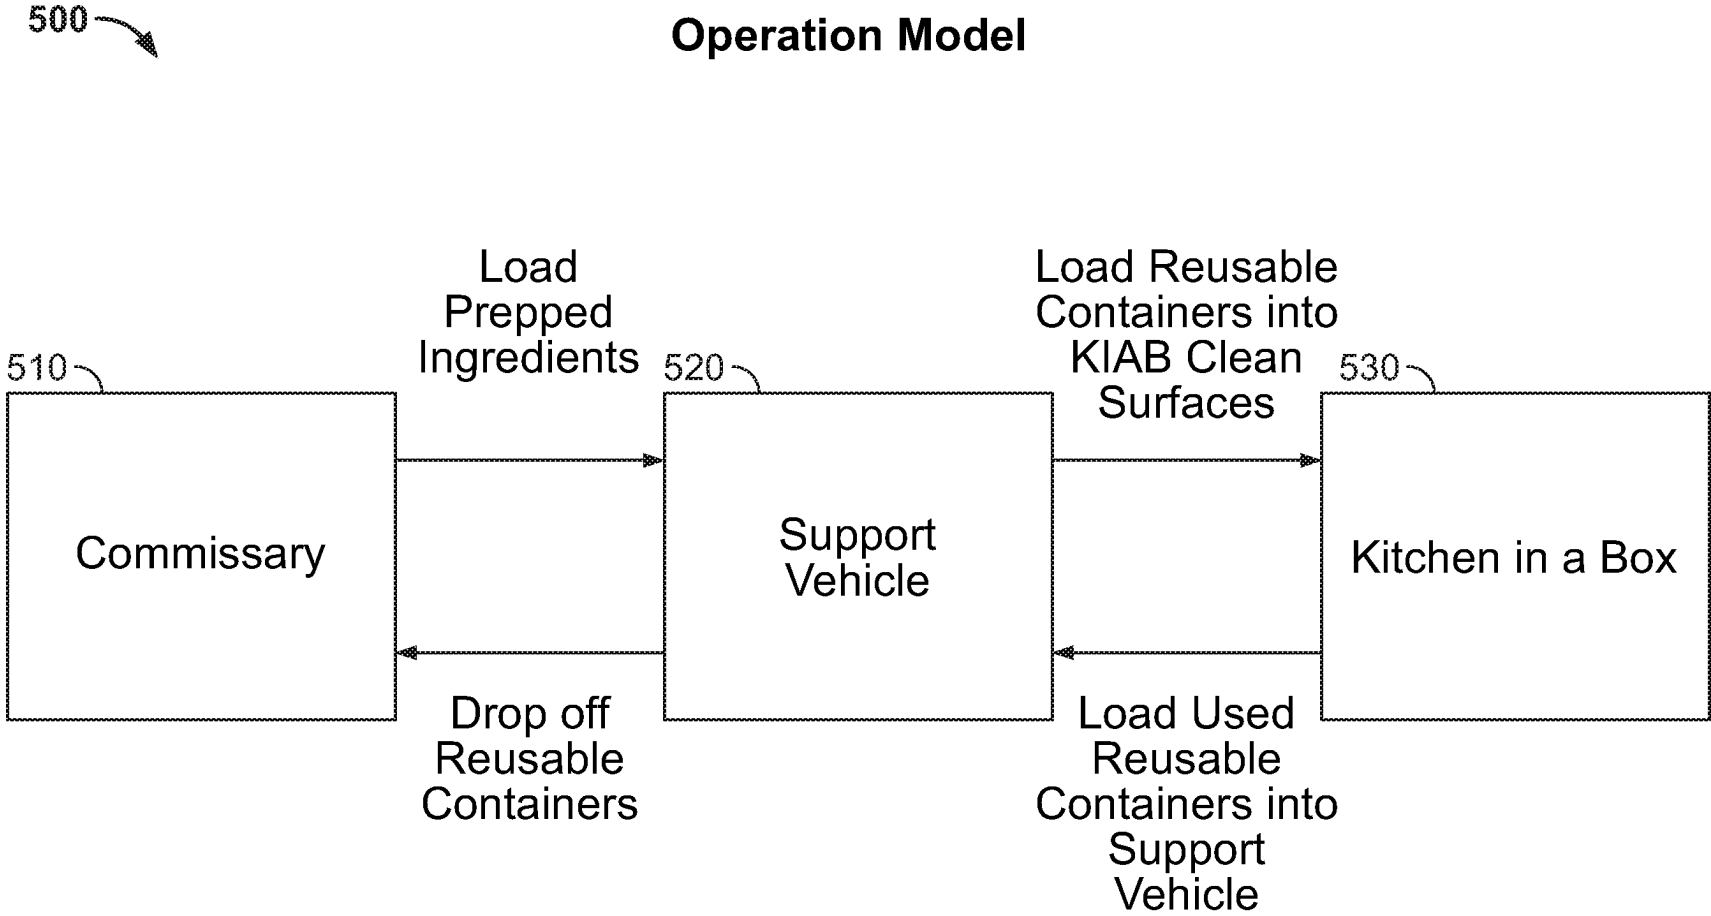 500
Operation Model
Load
Prepped
Ingredients
Load Reusable
Containers into
KIAB Clean
Surfaces
510
520
530
Commissary
Support
Vehicle
Kitchen in a Box
Drop off
Reusable
Containers
Load Used
Reusable
Containers into
Support
Vehicle